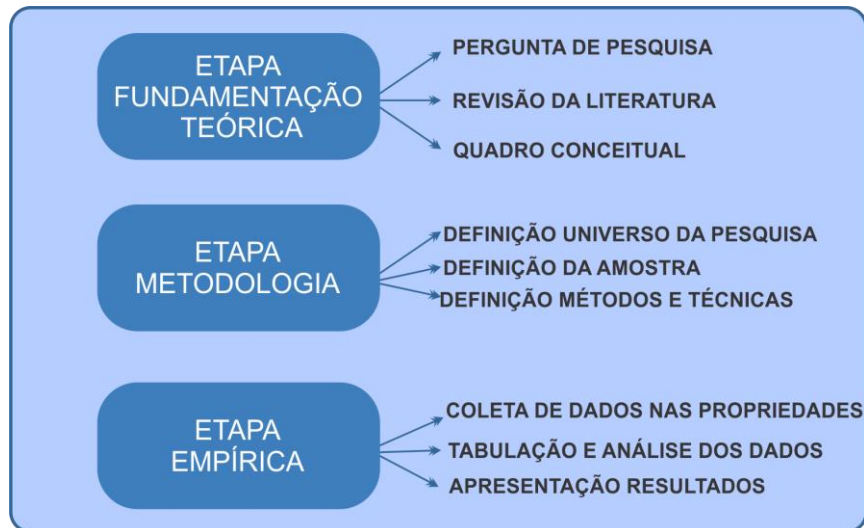 ETAPA
FUNDAMENTAÇÃO
TEÓRICA
PERGUNTA DE PESQUISA
REVISÃO DA LITERATURA
QUADRO CONCEITUAL
ETAPA
METODOLOGIA
DEFINIÇÃO UNIVERSO DA PESQUISA
DEFINIÇÃO DA AMOSTRA
DEFINIÇÃO MÉTODOS E TÉCNICAS
ETAPA
EMPÍRICA
COLETA DE DADOS NAS PROPRIEDADES
TABULAÇÃO E ANÁLISE DOS DADOS
APRESENTAÇÃO RESULTADOS